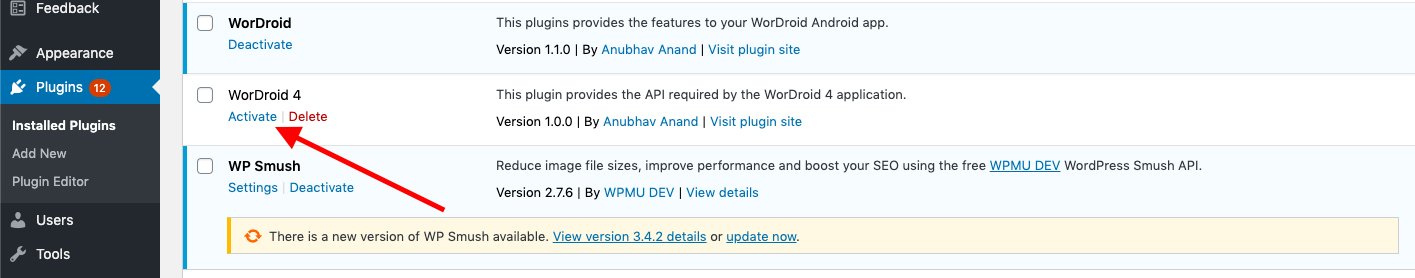 Feedback
Appearance
Plugins 12
Installed Plugins
Add New
Plugin Editor
Users
Tools
WorDroid
Deactivate
This plugins provides the features to your WorDroid Android app.
Version 1.1.0 | By Anubhav Anand | Visit plugin site
WorDroid 4
Activate | Delete
This plugin provides the API required by the WorDroid 4 application.
Version 1.0.0 | By Anubhav Anand | Visit plugin site
WP Smush
Settings | Deactivate
Reduce image file sizes, improve performance and boost your SEO using the free WPMU DEV WordPress Smush API.
Version 2.7.6 | By WPMU DEV | View details
There is a new version of WP Smush available. View version 3.4.2 details or update now.